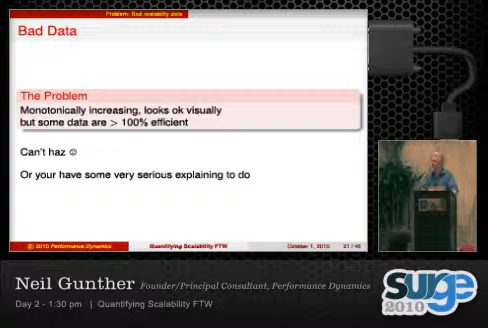 Problem: Bad scalability data
Bad Data
The Problem
Monotonically increasing, looks ok visually
but some data are > 100% efficient
Can't haz ☹
Or your have some very serious explaining to do
© 2010 Performance Dynamics Quantifying Scalability FTW October 1, 2010 21 / 46
Neil Gunther Founder/Principal Consultant, Performance Dynamics
Day 2 - 1:30 pm | Quantifying Scalability FTW
surge
2010